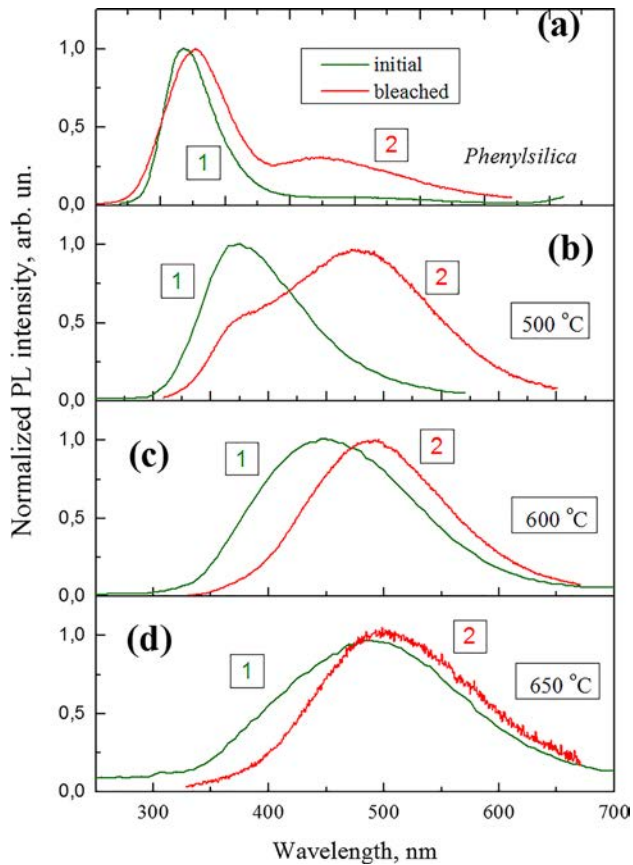 (a)
1,0
initial
bleached
0,5
1
2
Phenylsilica
0,0
(b)
1,0
1
2
0,5
500 °C
0,0
(c)
1,0
1
2
0,5
600 °C
0,0
(d)
1,0
1
2
0,5
650 °C
0,0
300 400 500 600 700
Wavelength, nm
Normalized PL intensity, arb. un.